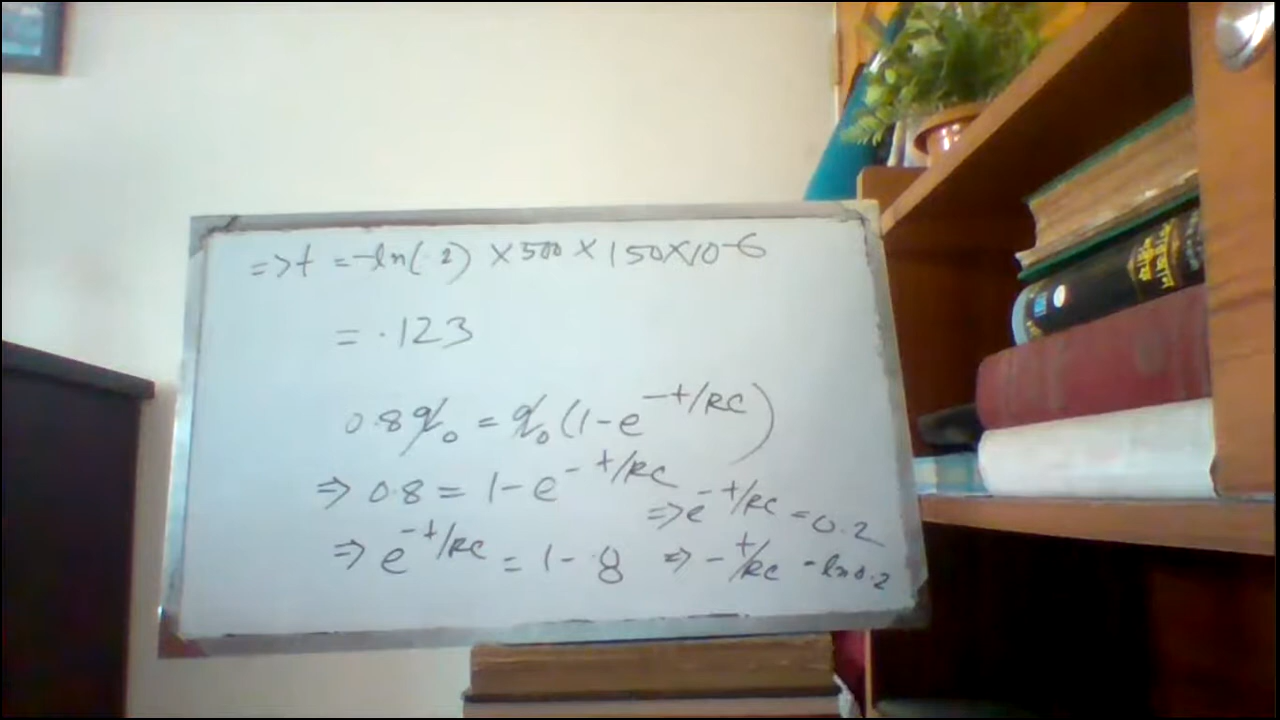 => t = -ln(.2) × 500 × 150 × 10-6
= .123
0.8q₀ = q₀(1-e^-t/RC)
⇒ 0.8 = 1-e^-t/RC
⇒ e^-t/RC = 0.2
⇒ e^-t/RC = 1-.8
⇒ -t/RC = ln 0.2